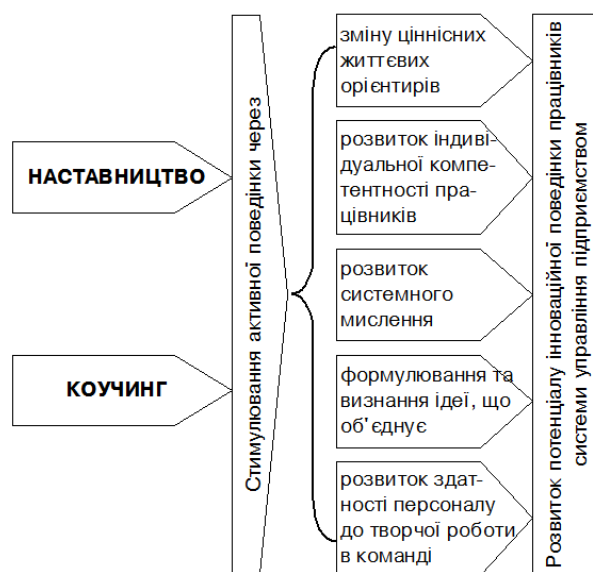 НАСТАВНИЦТВО
КОУЧИНГ
Стимулювання активної поведінки через
зміну ціннісних
життєвих
орієнтирів
розвиток індиві-
дуальної компе-
тентності пра-
цівників
розвиток
системного
мислення
формулювання та
визнання ідеї, що
об'єднує
розвиток здат-
ності персоналу
до творчої роботи
в команді
Розвиток потенціалу інноваційної поведінки працівників
системи управління підприємством